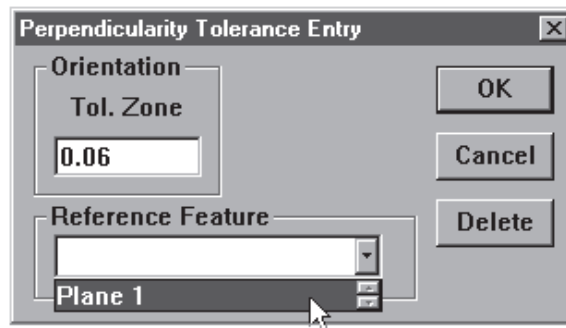 Perpendicularity Tolerance Entry
Orientation
Tol. Zone
0.06
OK
Cancel
Delete
Reference Feature
Plane 1